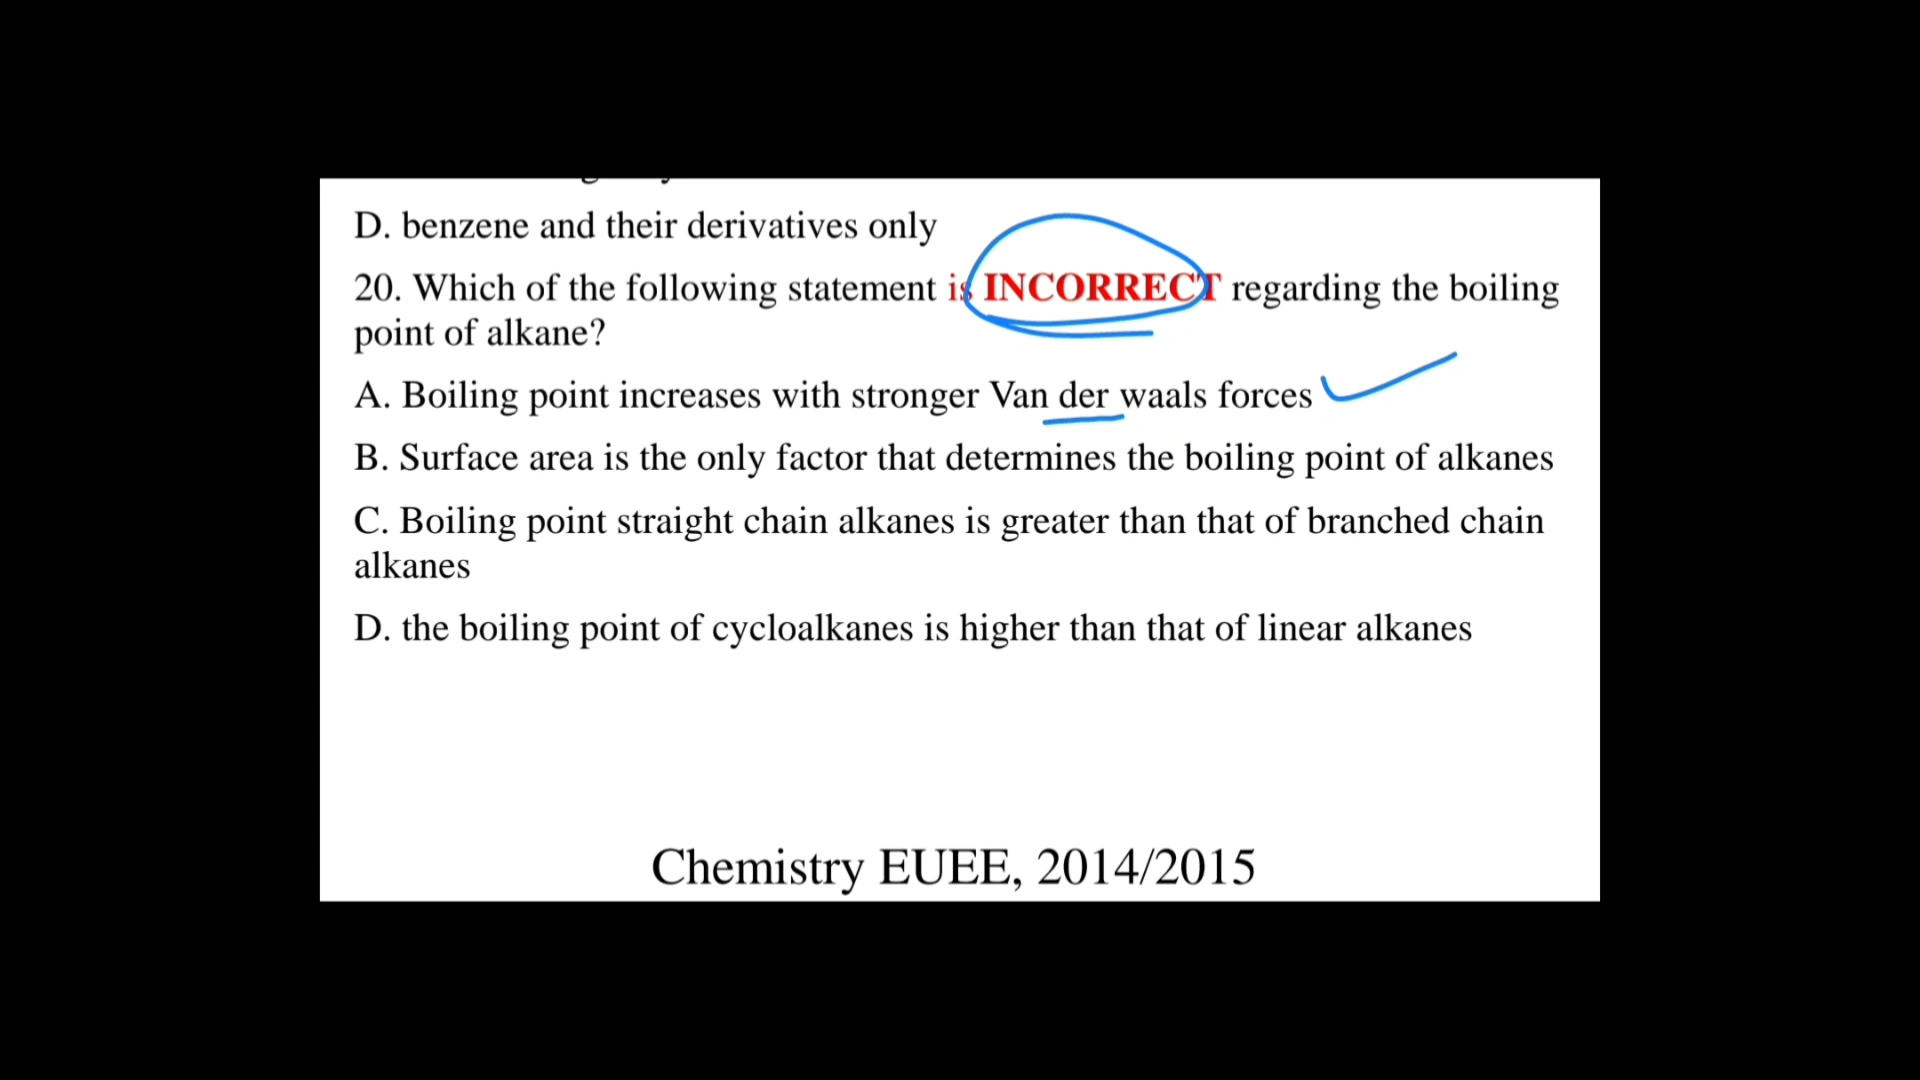 D. benzene and their derivatives only
20. Which of the following statement is INCORRECT regarding the boiling
point of alkane?
A. Boiling point increases with stronger Van der waals forces
B. Surface area is the only factor that determines the boiling point of alkanes
C. Boiling point straight chain alkanes is greater than that of branched chain
alkanes
D. the boiling point of cycloalkanes is higher than that of linear alkanes
Chemistry EUEE, 2014/2015